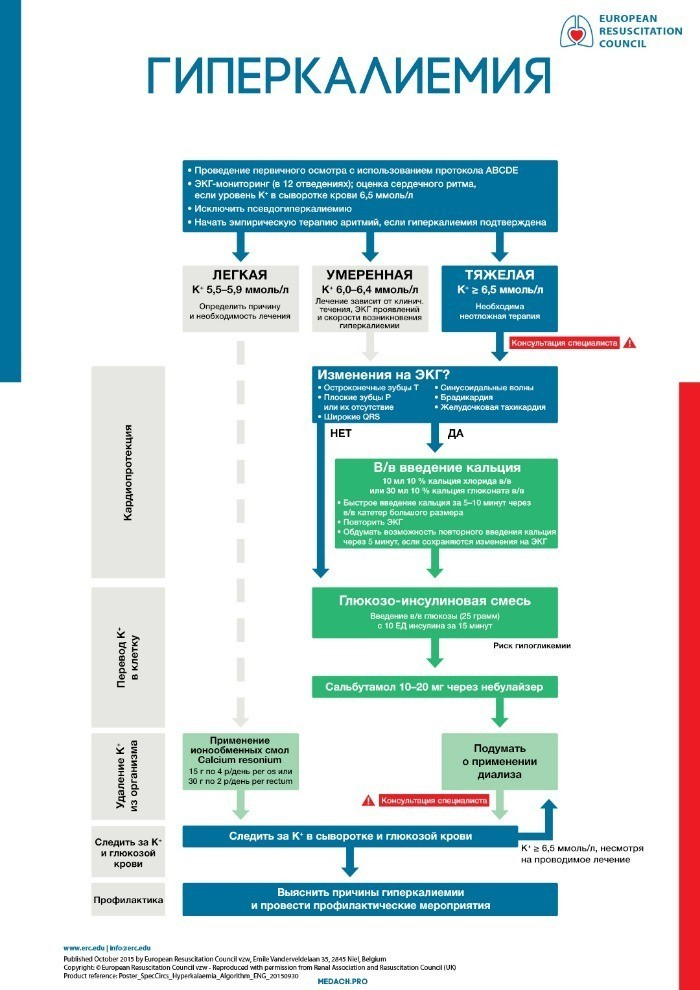 EUROPEAN
RESUSCITATION
COUNCIL
ГИПЕРКАЛИЕМИЯ
• Проведение первичного осмотра с использованием протокола ABCDE
• ЭКГ-мониторинг (в 12 отведениях); оценка сердечного ритма,
если уровень К⁺ в сыворотке крови 6,5 ммоль/л
• Исключить псевдогиперкалиемию
• Начать эмпирическую терапию аритмий, если гиперкалиемия подтверждена
ЛЕГКАЯ
К⁺ 5,5–5,9 ммоль/л
Определить причину
и необходимость лечения
УМЕРЕННАЯ
К⁺ 6,0–6,4 ммоль/л
Лечение зависит от клинич.
течения, ЭКГ проявлений
и скорости возникновения
гиперкалиемии
ТЯЖЕЛАЯ
К⁺ ≥ 6,5 ммоль/л
Необходима
неотложная терапия
Консультация специалиста
Кардиопротекция
Изменения на ЭКГ?
• Остроконечные зубцы Т
• Плоские зубцы Р
или их отсутствие
• Широкие QRS
• Синусоидальные волны
• Брадикардия
• Желудочковая тахикардия
НЕТ
ДА
В/в введение кальция
10 мл 10 % кальция хлорида в/в
или 30 мл 10 % кальция глюконата в/в
• Быстрое введение кальция за 5–10 минут через
в/в катетер большого размера
• Повторить ЭКГ
• Обдумать возможность повторного введения кальция
через 5 минут, если сохраняются изменения на ЭКГ
Перевод К⁺
в клетку
Глюкозо-инсулиновая смесь
Введение в/в глюкозы (25 грамм)
с 10 ЕД инсулина за 15 минут
Риск гипогликемии
Сальбутамол 10–20 мг через небулайзер
Удаление К⁺
из организма
Применение
ионообменных смол
Calcium resonium
15 г по 4 р/день per os или
30 г по 2 р/день per rectum
Подумать
о применении
диализа
Консультация специалиста
Следить за К⁺
и глюкозой
крови
Следить за К⁺ в сыворотке и глюкозой крови
К⁺ ≥ 6,5 ммоль/л, несмотря
на проводимое лечение
Профилактика
Выяснить причины гиперкалиемии
и провести профилактические мероприятия
www.erc.edu | info@erc.edu
Published October 2015 by European Resuscitation Council vzw, Emile Vanderveldelaan 35, 2845 Niel, Belgium
Copyright: © European Resuscitation Council vzw - Reproduced with permission from Renal Association and Resuscitation Council (UK)
Product reference: Poster_SpecCircs_Hyperkalaemia_Algorithm_ENG_20150930
MEDACH.PRO